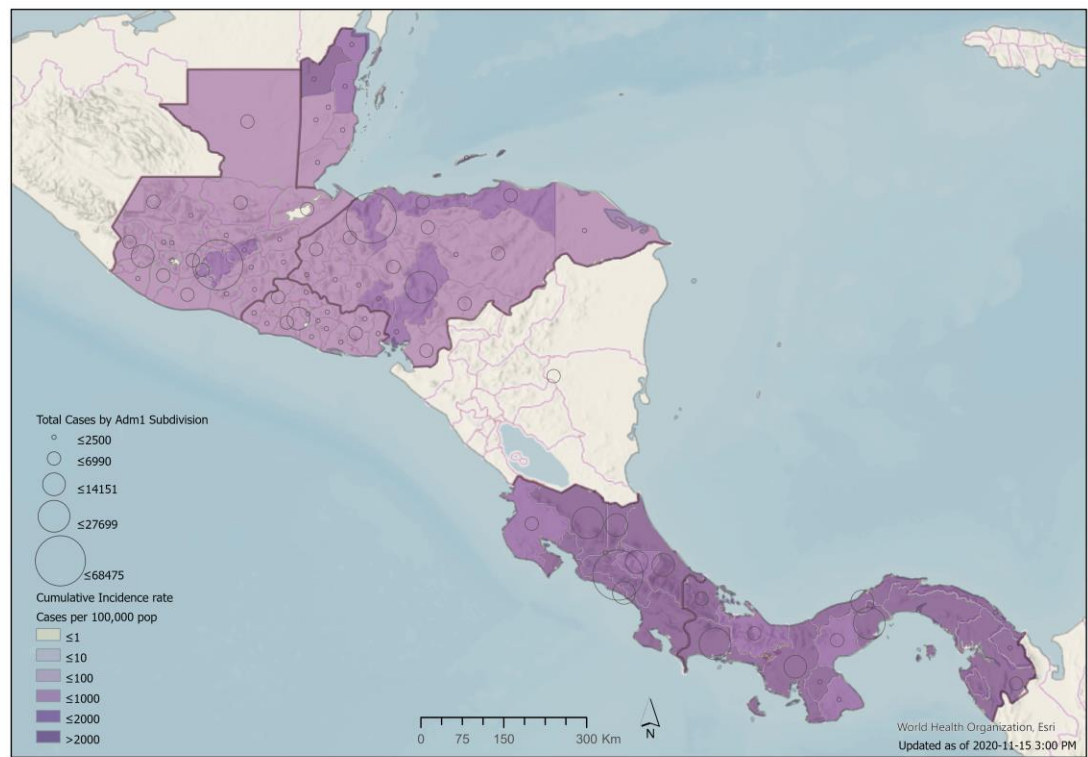 Total Cases by Adm1 Subdivision
≤2500
≤6990
≤14151
≤27699
≤68475
Cumulative Incidence rate
Cases per 100,000 pop
≤1
≤10
≤100
≤1000
≤2000
>2000
0 75 150 300 Km
N
World Health Organization, Esri
Updated as of 2020-11-15 3:00 PM